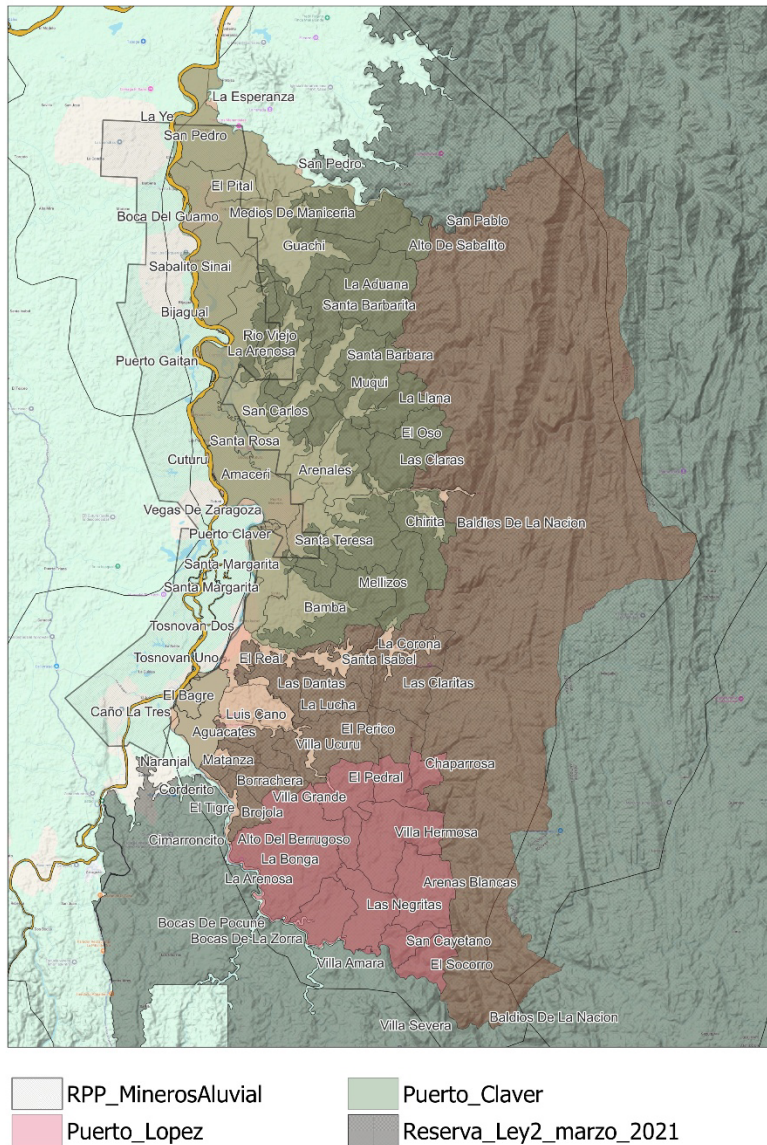 La Esperanza
La Ye
San Pedro
San Pedro
El Pital
Boca Del Guamo
Medios De Maniceria
San Pablo
Guachi
Alto De Sabalito
Sabalito Sinai
La Aduana
Santa Barbarita
Bijagual
Rio Viejo
La Arenosa
Santa Barbara
Puerto Gaitan
Muqui
La Llana
San Carlos
El Oso
Santa Rosa
Cuturu
Las Claras
Amaceri
Arenales
Vegas De Zaragoza
Chirita
Baldios De La Nacion
Puerto Claver
Santa Teresa
Santa Margarita
Mellizos
Santa Margarita
Bamba
Tosnovan Dos
La Corona
Tosnovan Uno
El Real
Santa Isabel
Las Dantas
Las Claritas
El Bagre
La Lucha
Caño La Tres
Luis Cano
Aguacates
El Perico
Villa Ucuru
Naranjal
Matanza
Chaparrosa
Corderito
Borrachera
El Pedral
Villa Grande
El Tigre
Brojola
Cimarroncito
Alto Del Berrugoso
Villa Hermosa
La Bonga
La Arenosa
Arenas Blancas
Las Negritas
Bocas De Pocune
Bocas De La Zorra
San Cayetano
Villa Amara
El Socorro
Villa Severa
Baldios De La Nacion
RPP_MinerosAluvial
Puerto_Claver
Puerto_Lopez
Reserva_Ley2_marzo_2021